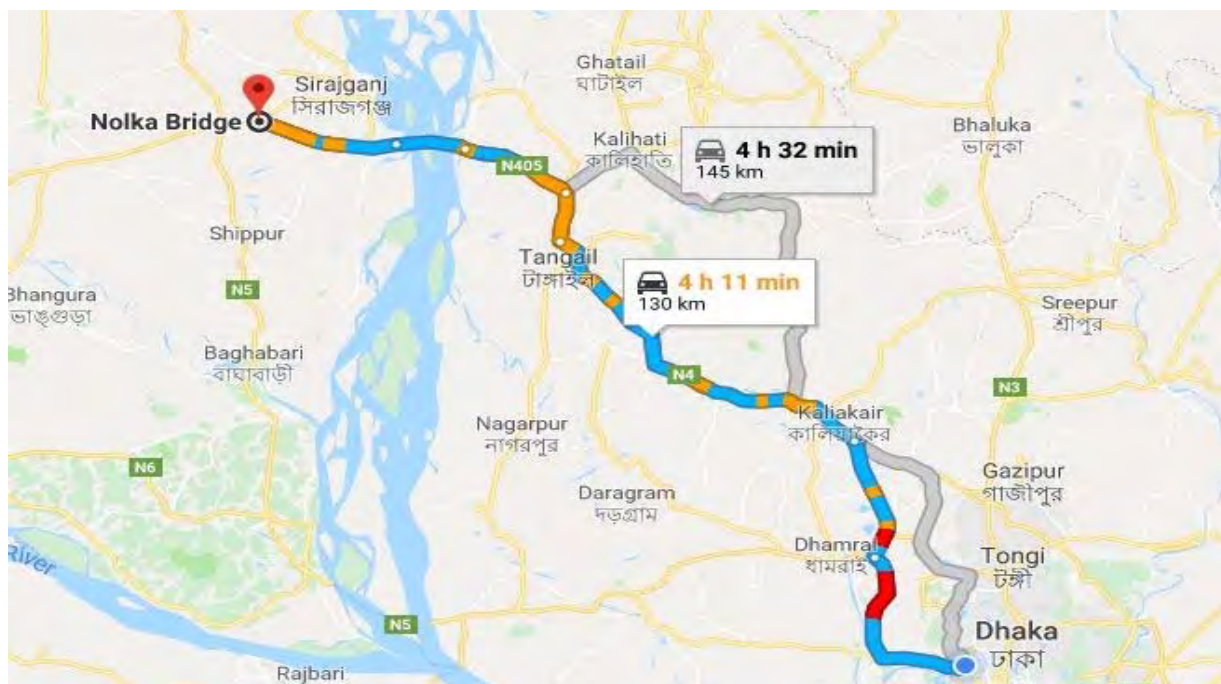 Ghatail
ঘাটাইল
Sirajganj
সিরাজগঞ্জ
Nolka Bridge
Kalihati
কালিহাতি
4 h 32 min
145 km
Bhaluka
ভালুকা
N405
Shippur
Tangail
টাঙ্গাইল
4 h 11 min
130 km
N5
Bhangura
ভাঙ্গুড়া
Sreepur
শ্রীপুর
Baghabari
বাঘাবাড়ী
N4
N3
Nagarpur
নাগরপুর
Kaliakair
কালিয়াকৈর
N6
Gazipur
গাজীপুর
Daragram
দড়গ্রাম
Dhamrai
ধামরাই
Tongi
টঙ্গী
River
N5
Dhaka
ঢাকা
Rajbari